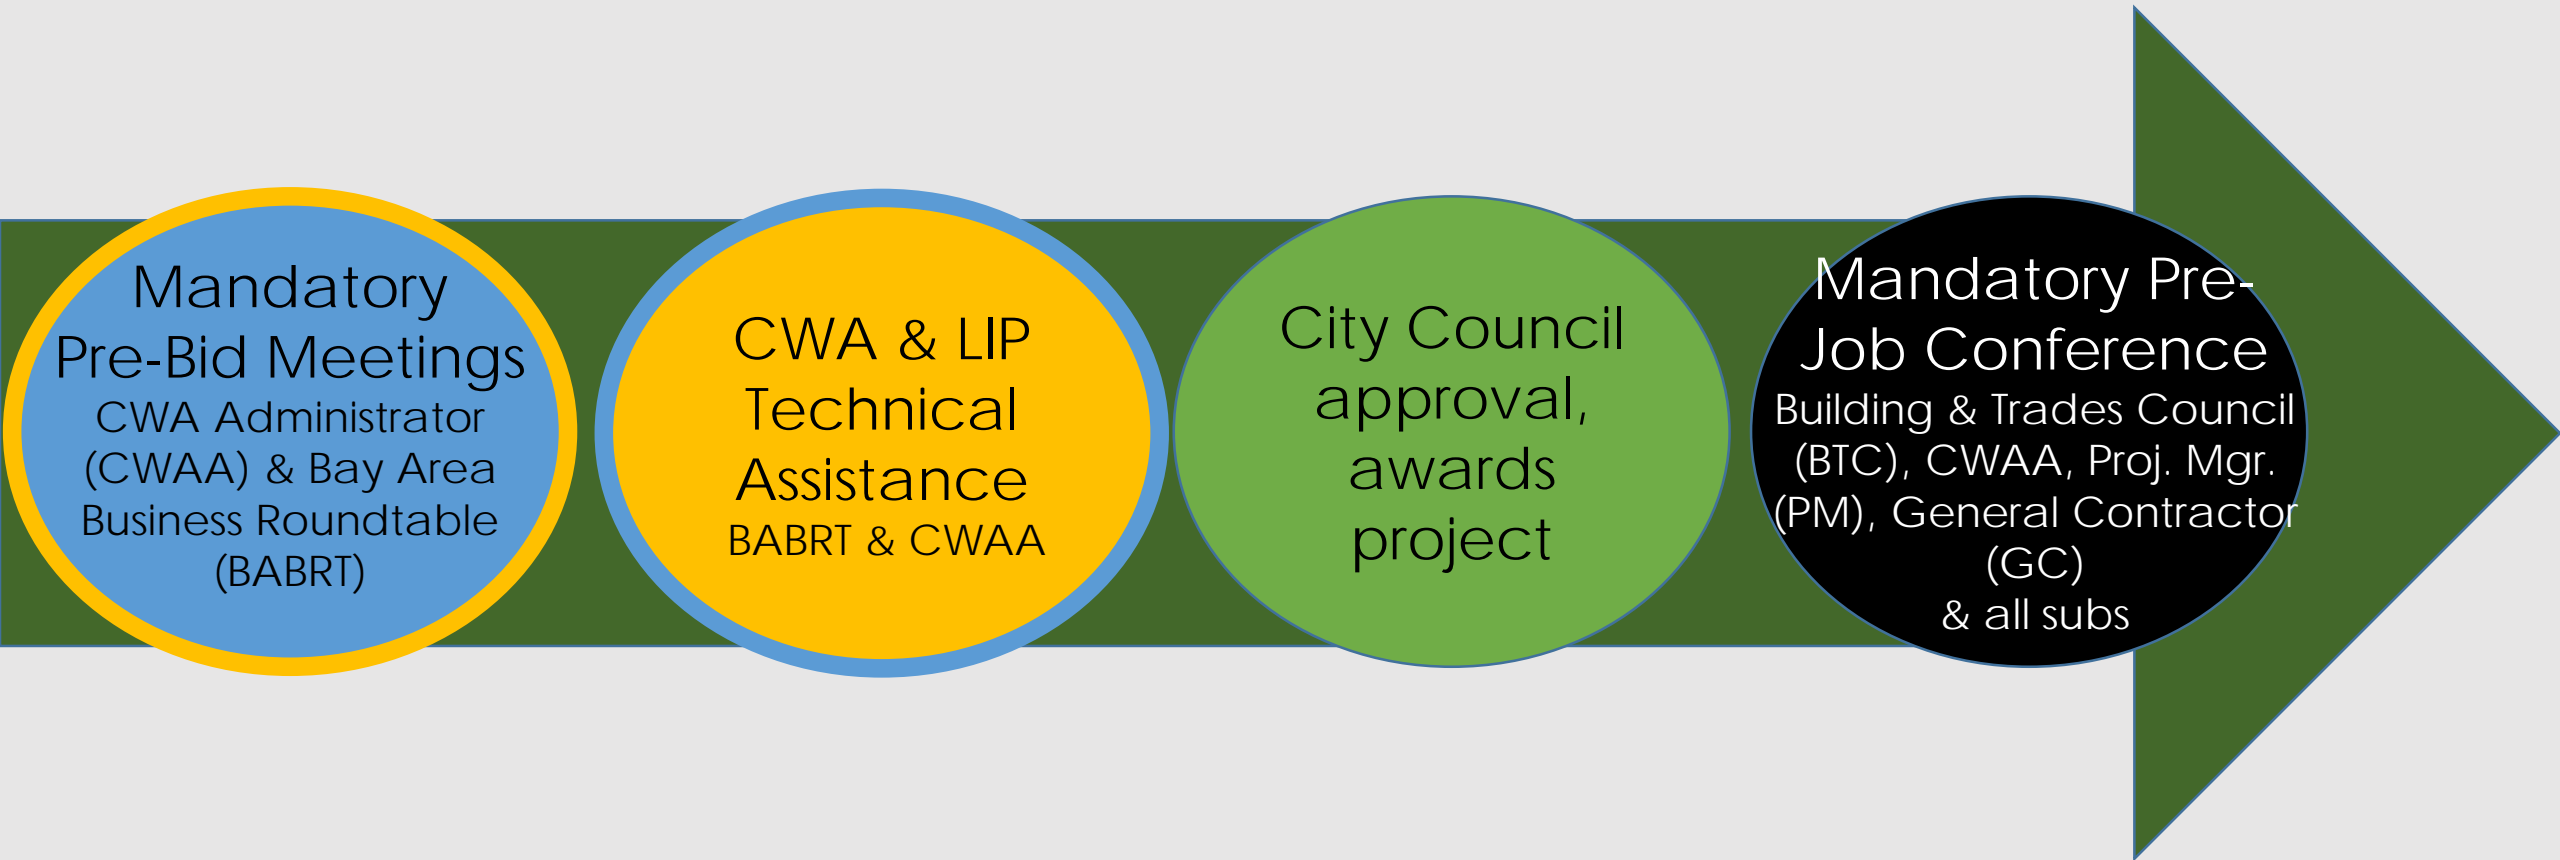 Mandatory
Pre-Bid Meetings
CWA Administrator
(CWAA) & Bay Area
Business Roundtable
(BABRT)
CWA & LIP
Technical
Assistance
BABRT & CWAA
City Council
approval,
awards
project
Mandatory Pre-
Job Conference
Building & Trades Council
(BTC), CWAA, Proj. Mgr.
(PM), General Contractor
(GC)
& all subs